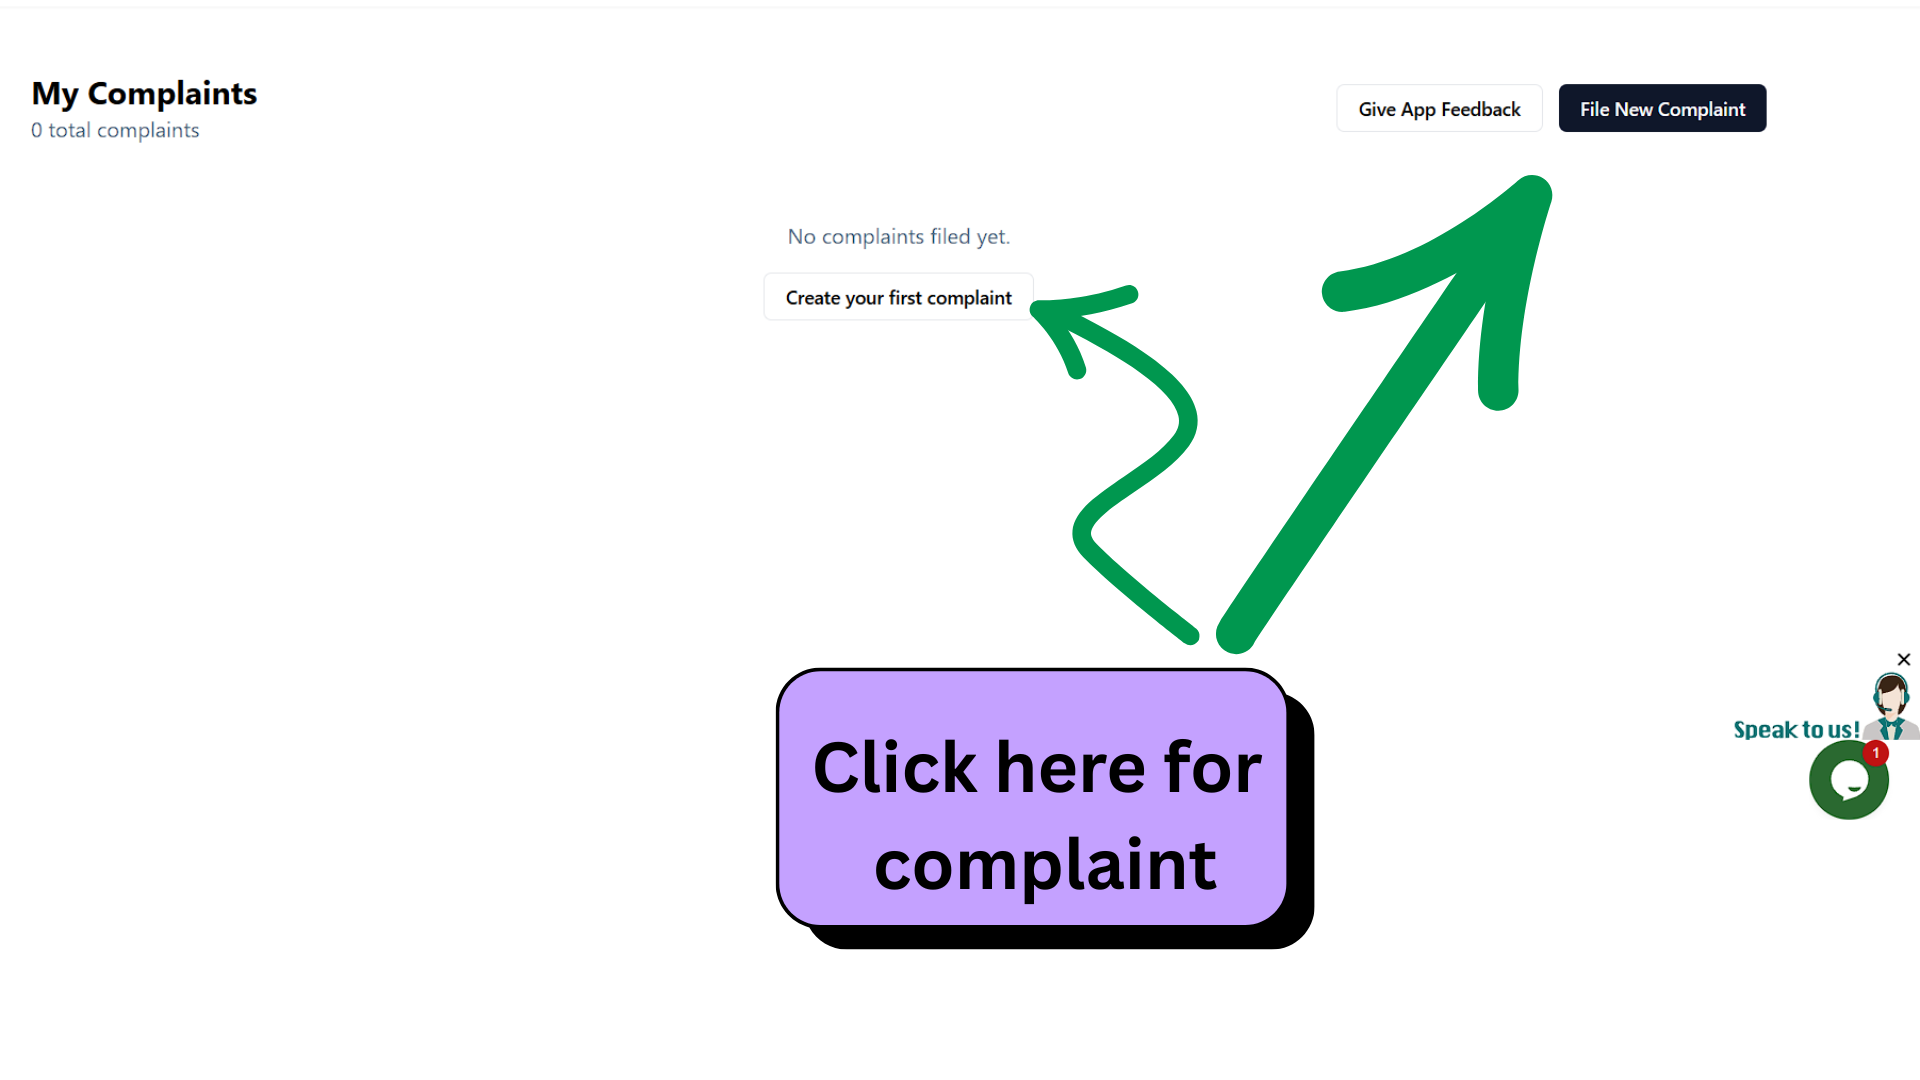 My Complaints
0 total complaints
Give App Feedback
File New Complaint
No complaints filed yet.
Create your first complaint
Click here for
complaint
Speak to us!
1